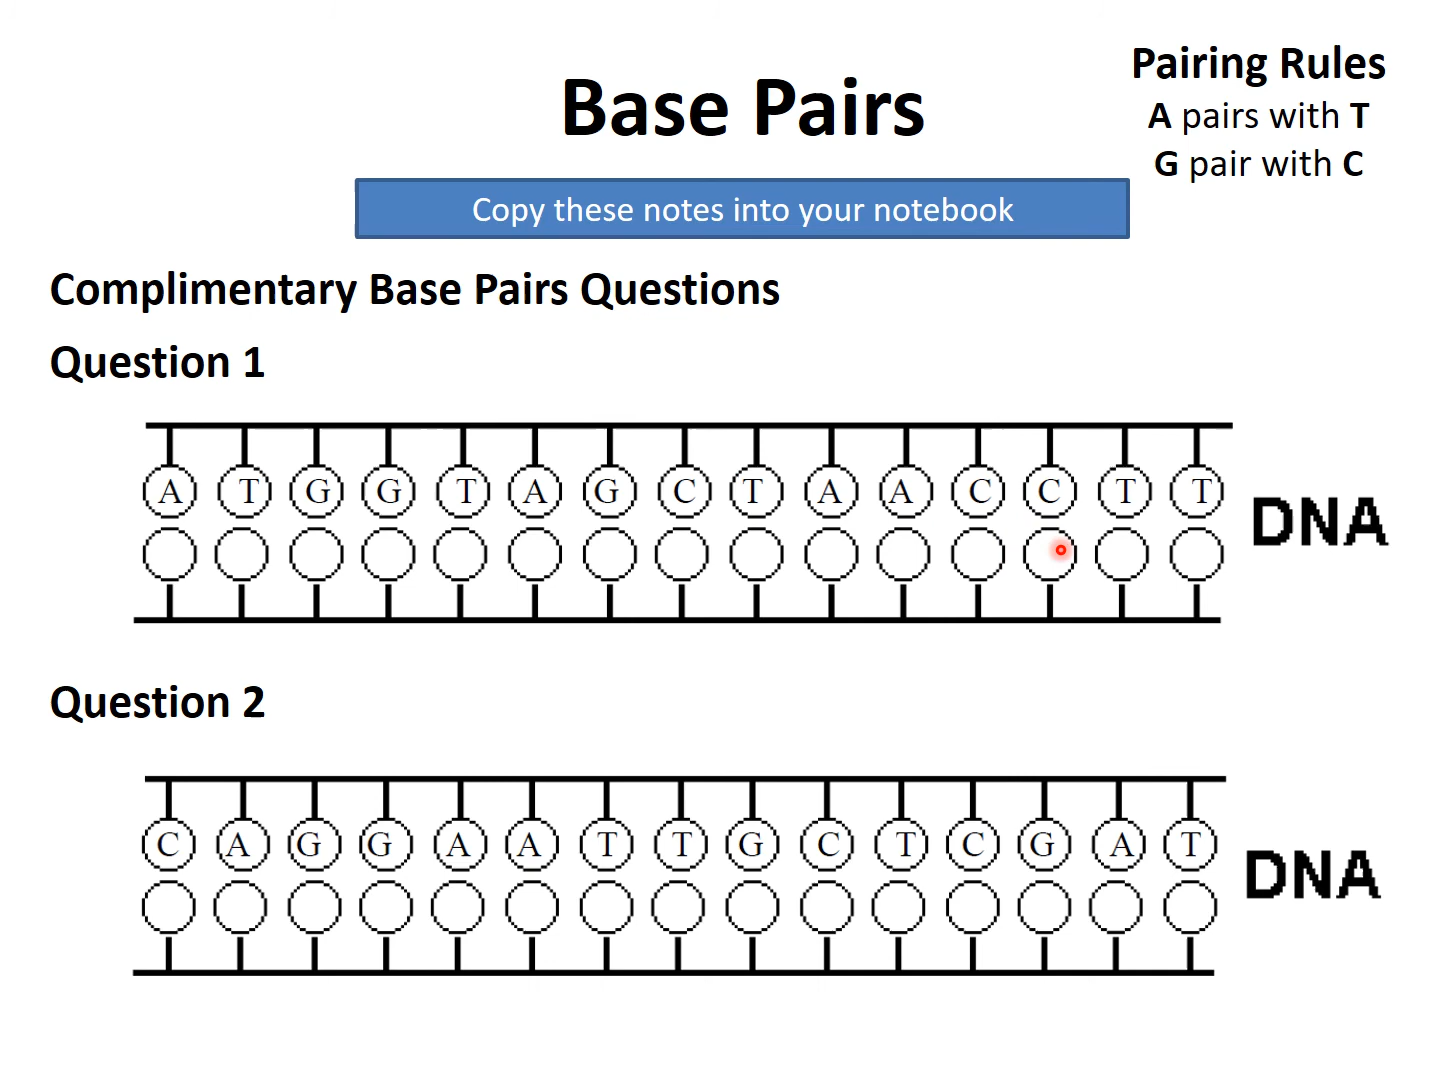 Pairing Rules
A pairs with T
G pair with C
Base Pairs
Copy these notes into your notebook
Complimentary Base Pairs Questions
Question 1
A T G G T A G C T A A C C T T
DNA
Question 2
C A G G A A T T G C T C G A T
DNA